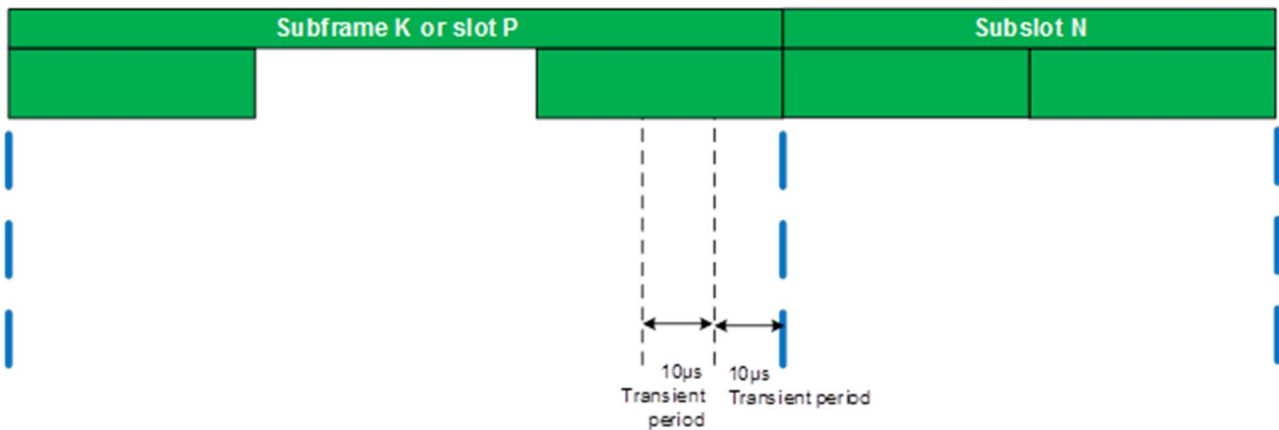 Subframe K or slot P
Subslot N
10µs
Transient
period
10µs
Transient period